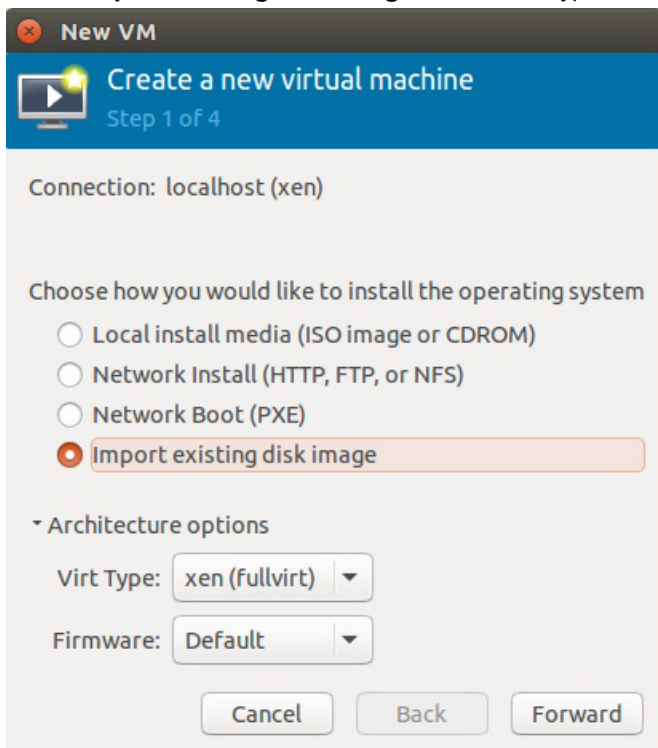 New VM
Create a new virtual machine
Step 1 of 4
Connection: localhost (xen)
Choose how you would like to install the operating system
Local install media (ISO image or CDROM)
Network Install (HTTP, FTP, or NFS)
Network Boot (PXE)
Import existing disk image
Architecture options
Virt Type: xen (fullvirt)
Firmware: Default
Cancel Back Forward